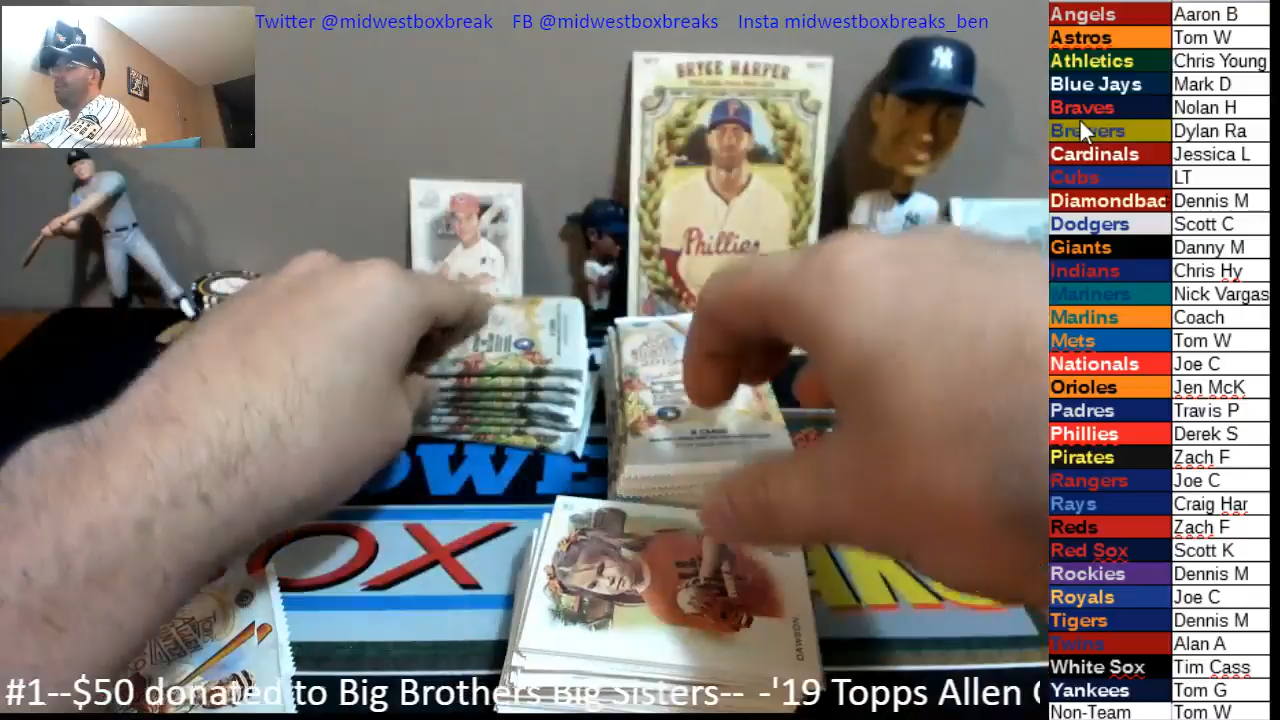 Twitter @midwestboxbreak FB @midwestboxbreaks Insta midwestboxbreaks_ben
BRYCE HARPER
Phillies
DAWSON
#1--$50 donated to Big Brothers Big Sisters-- -'19 Topps Allen
Angels Aaron B
Astros Tom W
Athletics Chris Young
Blue Jays Mark D
Braves Nolan H
Brewers Dylan Ra
Cardinals Jessica L
Cubs LT
Diamondbac Dennis M
Dodgers Scott C
Giants Danny M
Indians Chris Hy
Mariners Nick Vargas
Marlins Coach
Mets Tom W
Nationals Joe C
Orioles Jen McK
Padres Travis P
Phillies Derek S
Pirates Zach F
Rangers Joe C
Rays Craig Har
Reds Zach F
Red Sox Scott K
Rockies Dennis M
Royals Joe C
Tigers Dennis M
Twins Alan A
White Sox Tim Cass
Yankees Tom G
Non-Team Tom W